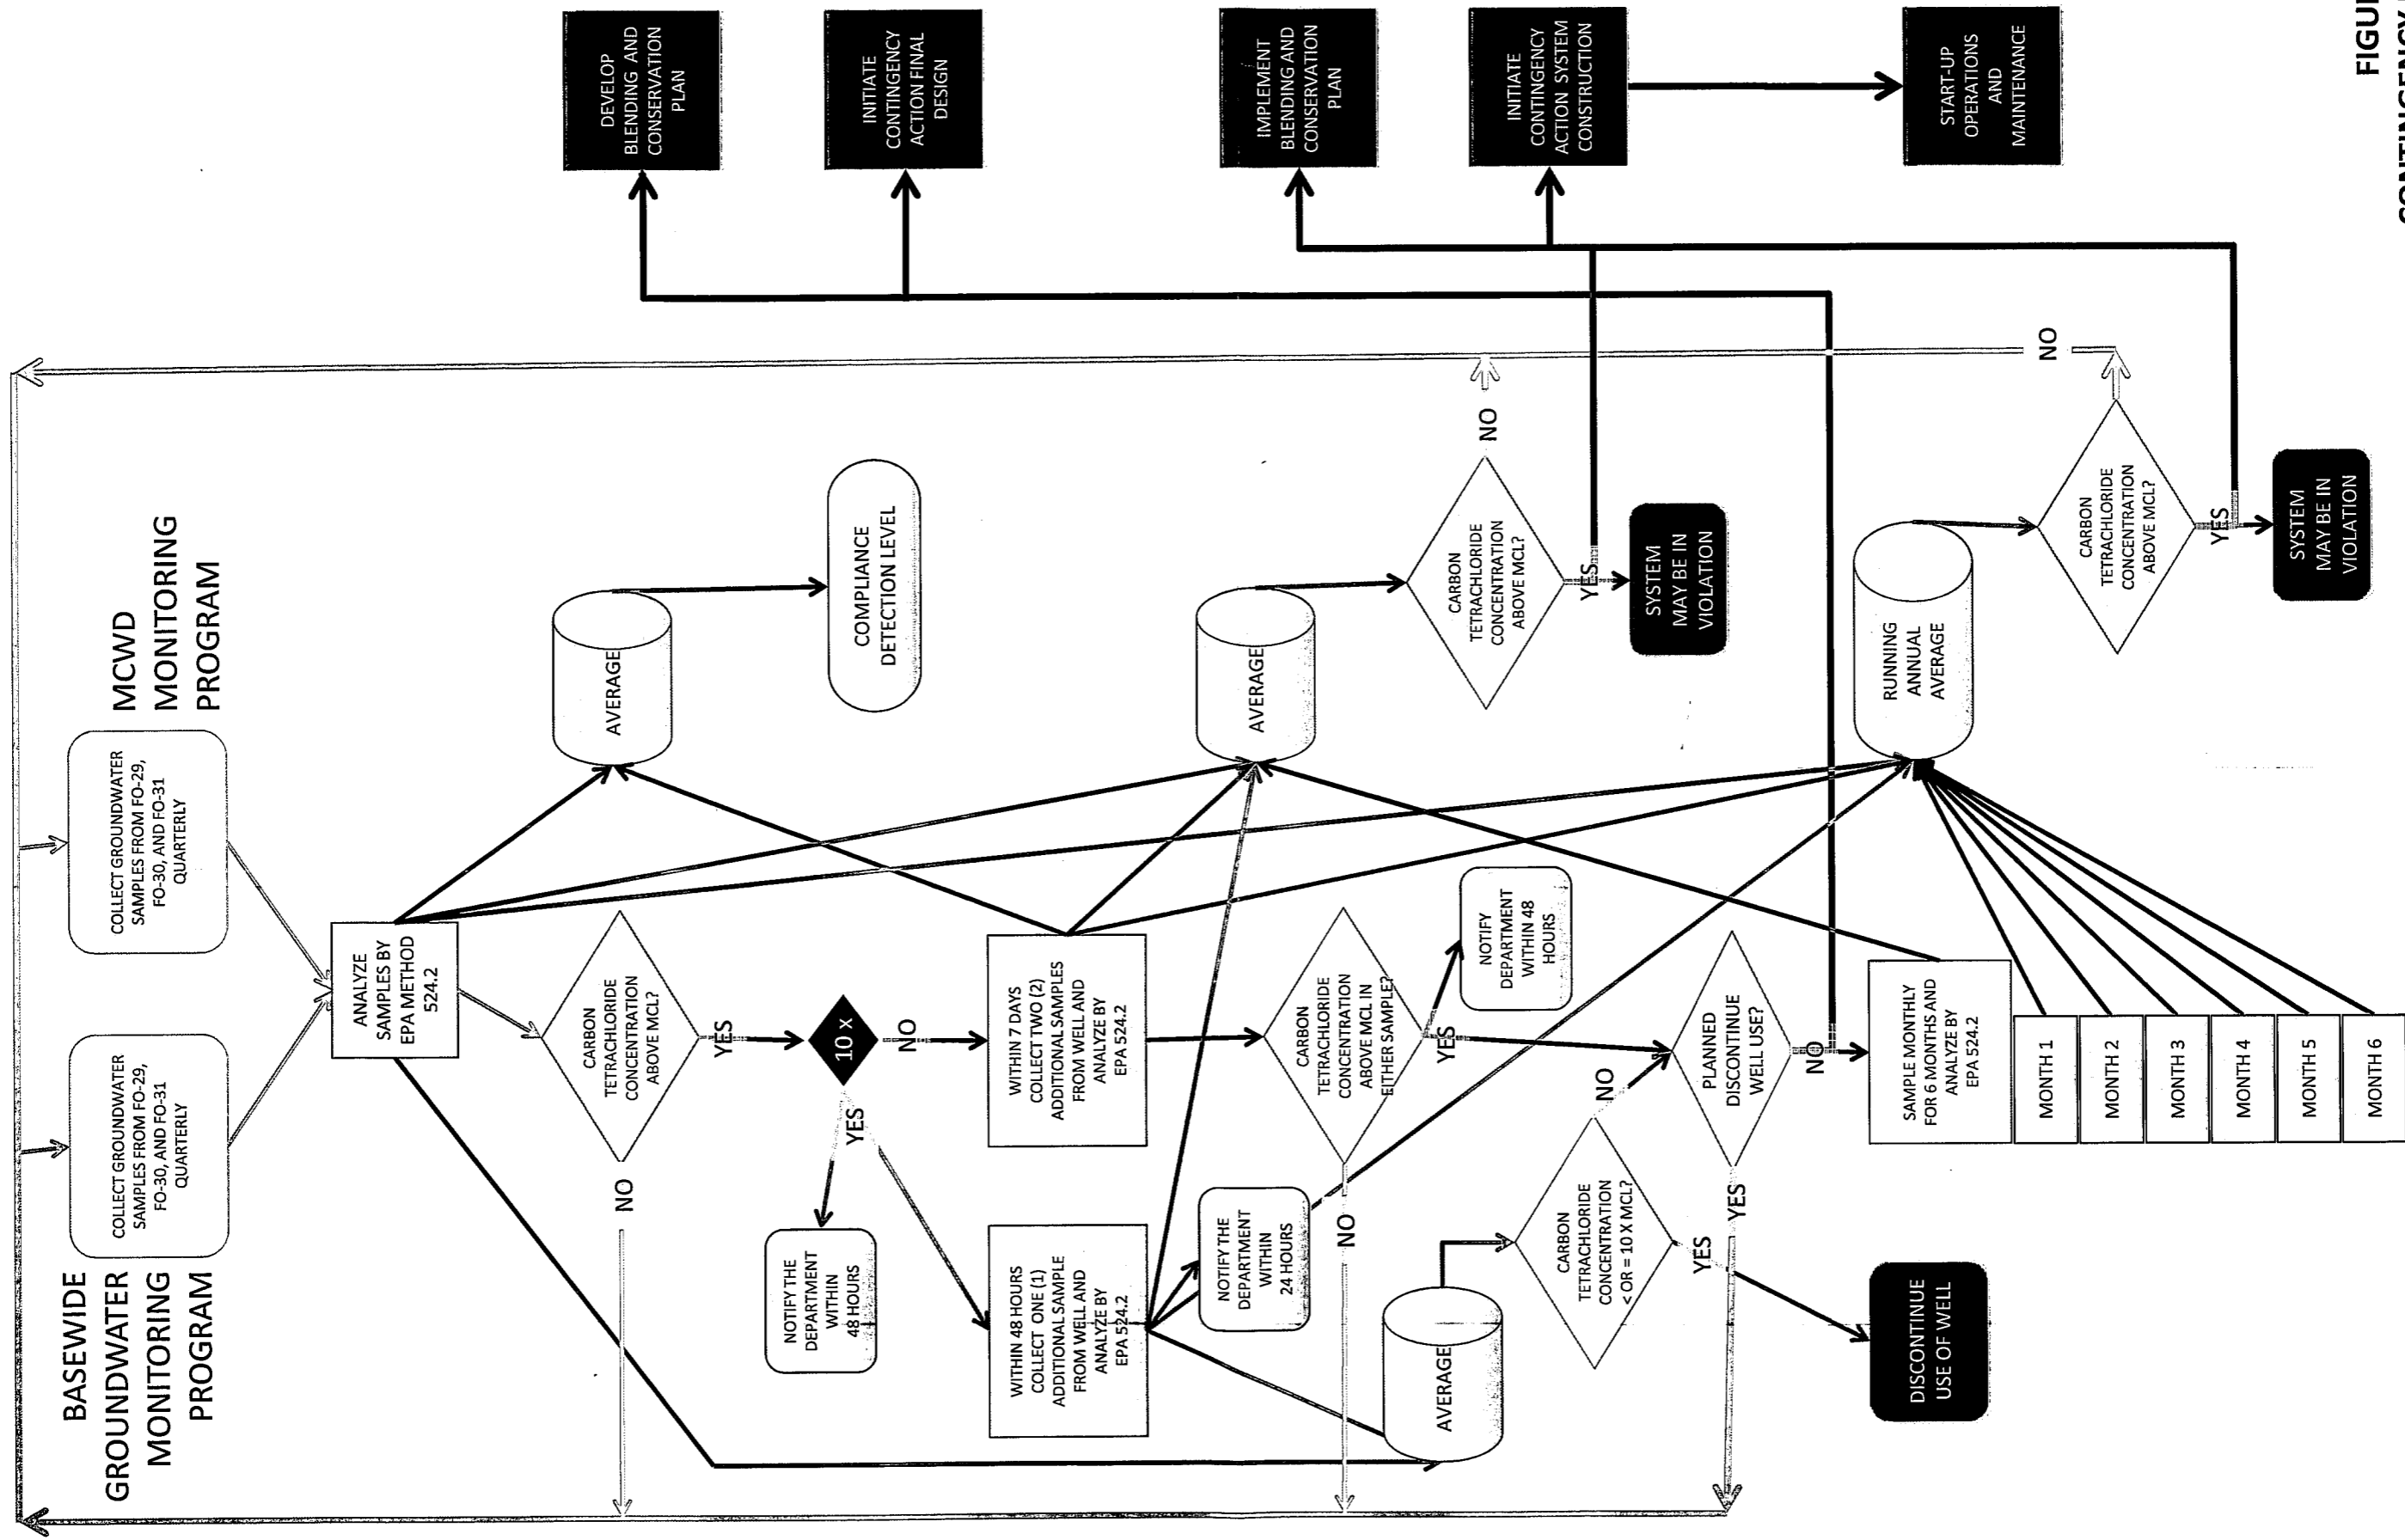 BASEWIDE
GROUNDWATER
MONITORING
PROGRAM
MCWD
MONITORING
PROGRAM
COLLECT GROUNDWATER
SAMPLES FROM FO-29,
FO-30, AND FO-31
QUARTERLY
COLLECT GROUNDWATER
SAMPLES FROM FO-29,
FO-30, AND FO-31
QUARTERLY
ANALYZE
SAMPLES BY
EPA METHOD
524.2
CARBON
TETRACHLORIDE
CONCENTRATION
ABOVE MCL?
NO
YES
10 X
YES
NO
NOTIFY THE
DEPARTMENT
WITHIN
48 HOURS
WITHIN 48 HOURS
COLLECT ONE (1)
ADDITIONAL SAMPLE
FROM WELL AND
ANALYZE BY
EPA 524.2
WITHIN 7 DAYS
COLLECT TWO (2)
ADDITIONAL SAMPLES
FROM WELL AND
ANALYZE BY
EPA 524.2
NOTIFY THE
DEPARTMENT
WITHIN
24 HOURS
CARBON
TETRACHLORIDE
CONCENTRATION
ABOVE MCL IN
EITHER SAMPLE?
NO
YES
NOTIFY
DEPARTMENT
WITHIN 48
HOURS
AVERAGE
CARBON
TETRACHLORIDE
CONCENTRATION
< OR = 10 X MCL?
NO
YES
DISCONTINUE
USE OF WELL
PLANNED
DISCONTINUE
WELL USE?
YES
NO
SAMPLE MONTHLY
FOR 6 MONTHS AND
ANALYZE BY
EPA 524.2
MONTH 1
MONTH 2
MONTH 3
MONTH 4
MONTH 5
MONTH 6
AVERAGE
COMPLIANCE
DETECTION LEVEL
AVERAGE
CARBON
TETRACHLORIDE
CONCENTRATION
ABOVE MCL?
NO
YES
SYSTEM
MAY BE IN
VIOLATION
RUNNING
ANNUAL
AVERAGE
CARBON
TETRACHLORIDE
CONCENTRATION
ABOVE MCL?
NO
YES
SYSTEM
MAY BE IN
VIOLATION
DEVELOP
BLENDING AND
CONSERVATION
PLAN
INITIATE
CONTINGENCY
ACTION FINAL
DESIGN
IMPLEMENT
BLENDING AND
CONSERVATION
PLAN
INITIATE
CONTINGENCY
ACTION SYSTEM
CONSTRUCTION
START-UP
OPERATIONS
AND
MAINTENANCE